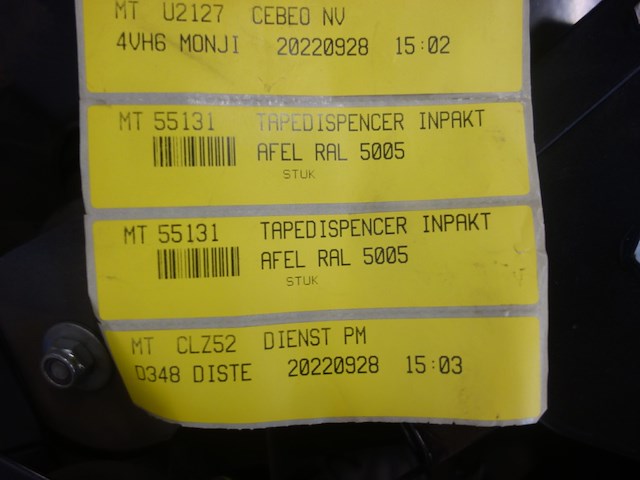 MT U2127 CEBEO NV
4VH6 MONJI 20220928 15:02
MT 55131 TAPEDISPENCER INPAKT
AFEL RAL 5005
STUK
MT 55131 TAPEDISPENCER INPAKT
AFEL RAL 5005
STUK
MT CLZ52 DIENST PM
D348 DISTE 20220928 15:03